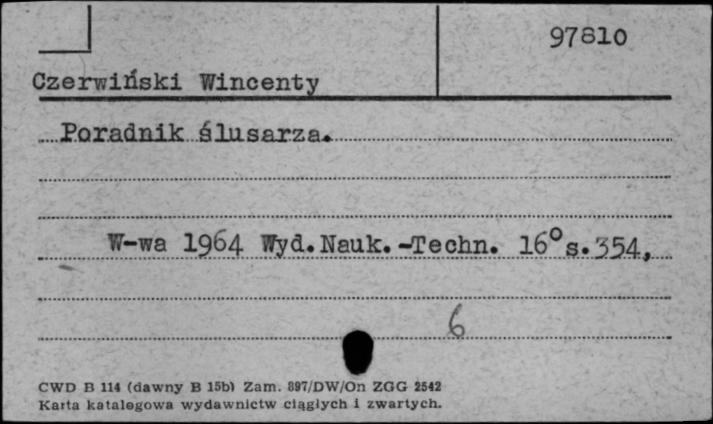 97810
Czerwiński Wincenty
Poradnik ślusarza.
W-wa 1964 Wyd.Nauk.-Techn. 16° s.354,
6
CWD B 114 (dawny B 15b) Zam. 897/DW/On ZGG 2542
Karta katalogowa wydawnictw ciągłych i zwartych.